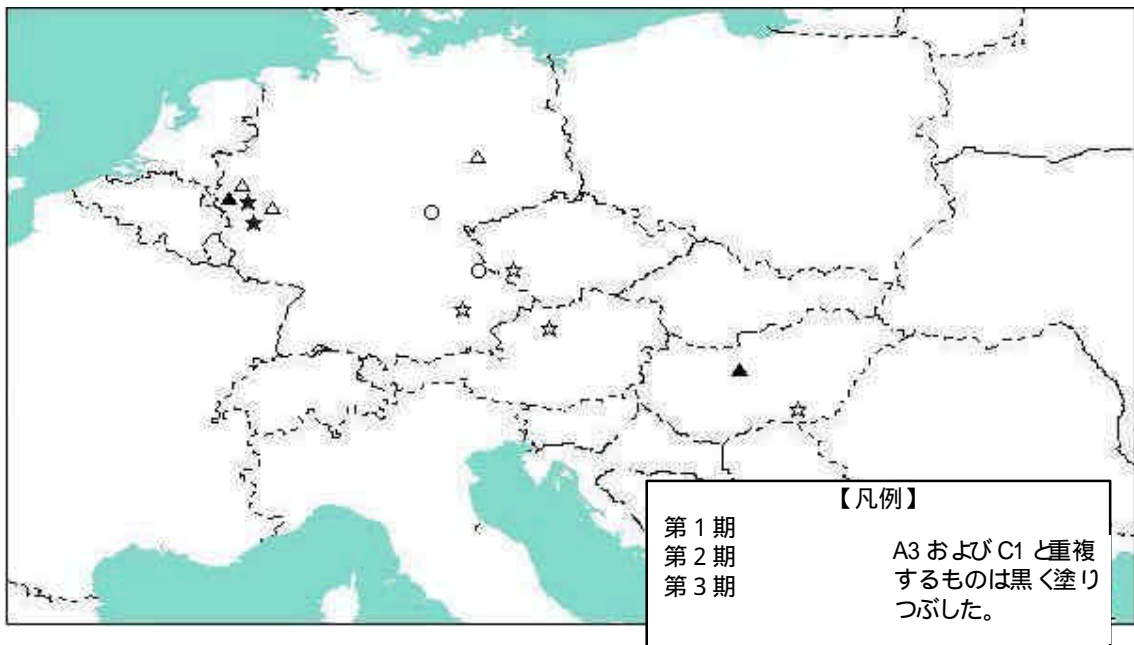 【凡例】
第1期
第2期
第3期
A3 および C1 と重複
するものは黒く塗り
つぶした。